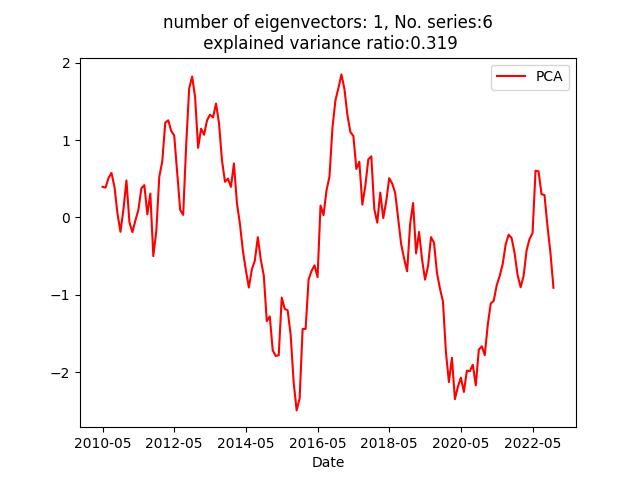 number of eigenvectors: 1, No. series:6
explained variance ratio:0.319
PCA
2
1
0
−1
−2
2010-05 2012-05 2014-05 2016-05 2018-05 2020-05 2022-05
Date